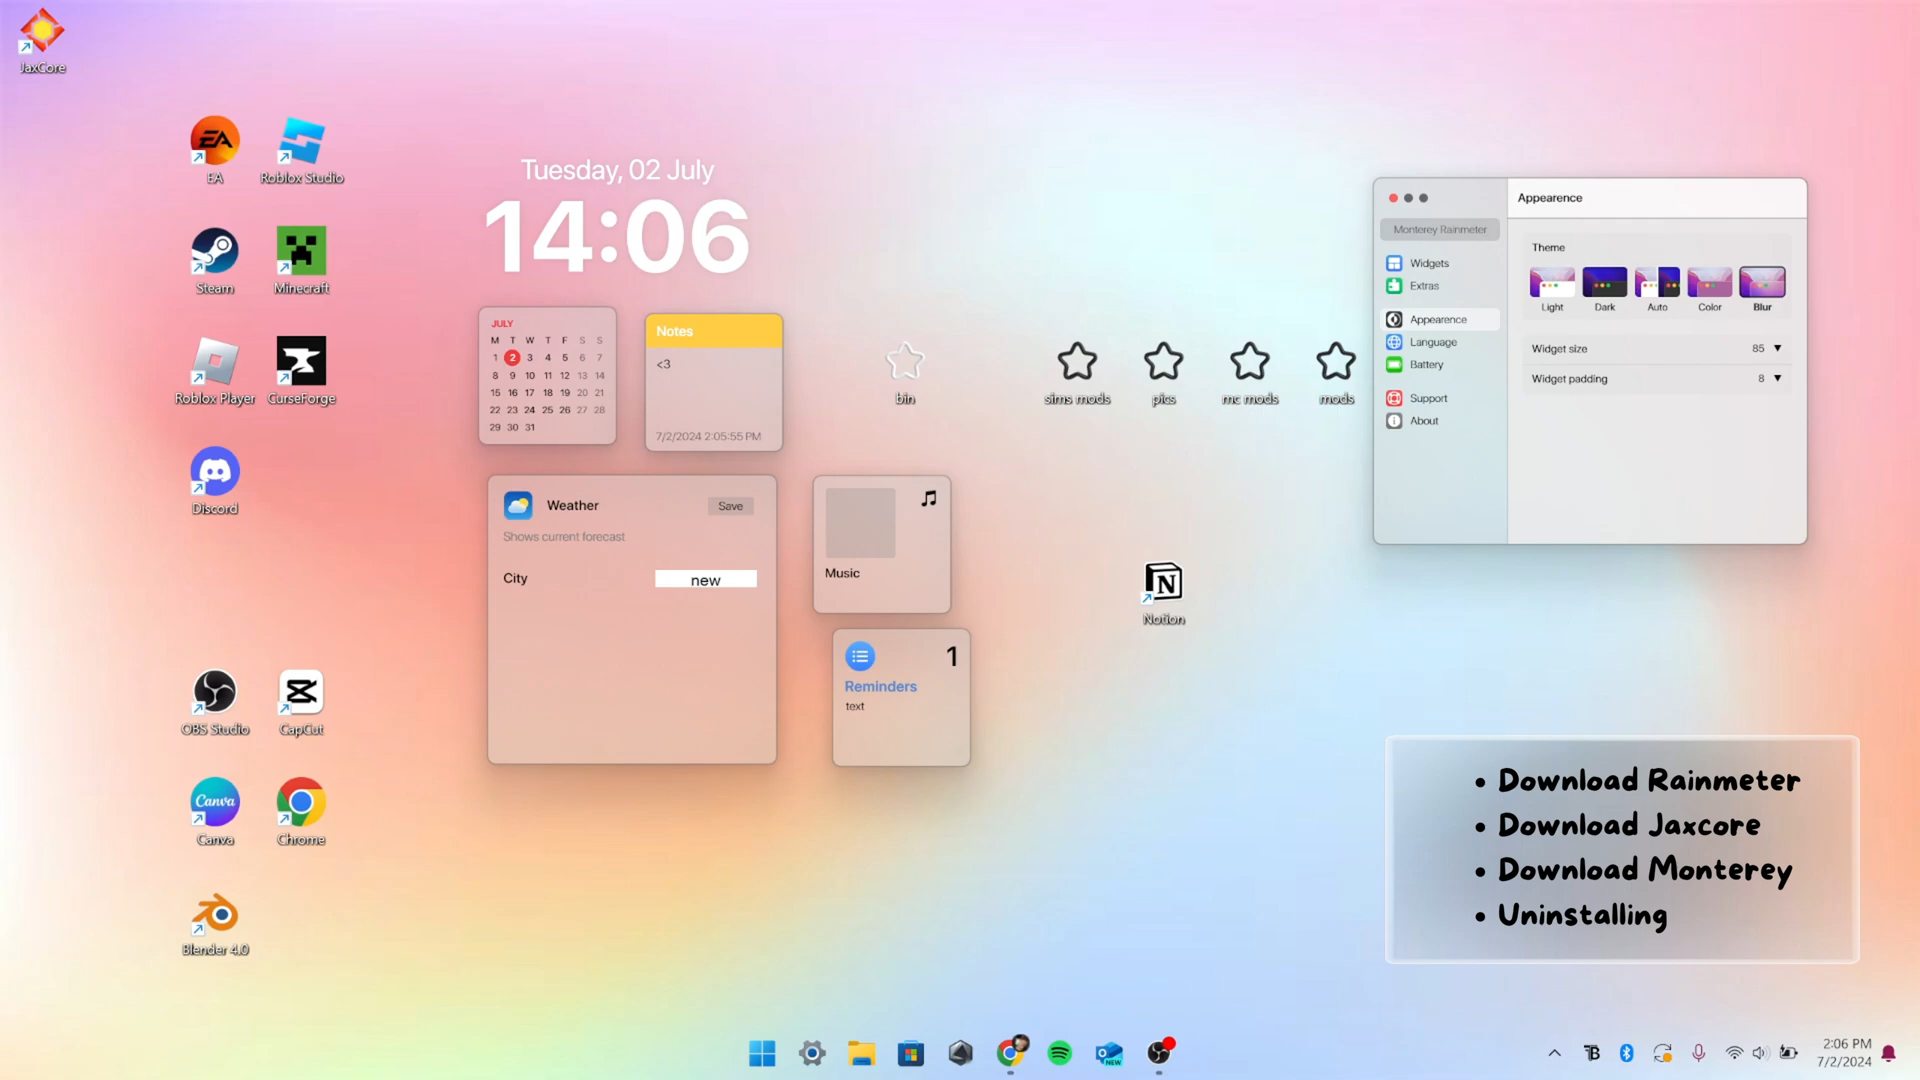 JaxCore
EA
Roblox Studio
Steam
Minecraft
Roblox Player
CurseForge
Discord
OBS Studio
CapCut
Canva
Canva
Chrome
Blender 4.0
Tuesday, 02 July
14:06
JULY
M T W T F S S
1 2 3 4 5 6 7
8 9 10 11 12 13 14
15 16 17 18 19 20 21
22 23 24 25 26 27 28
29 30 31
Notes
<3
7/2/2024 2:05:55 PM
Weather
Save
Shows current forecast
City
new
Music
1
Reminders
text
bin
sims mods
pics
mc mods
mods
Notion
Monterey Rainmeter
Widgets
Extras
Appearance
Language
Battery
Support
About
Appearance
Theme
Light
Dark
Auto
Color
Blur
Widget size 85
Widget padding 8
• Download Rainmeter
• Download Jaxcore
• Download Monterey
• Uninstalling
NEW
2:06 PM
7/2/2024